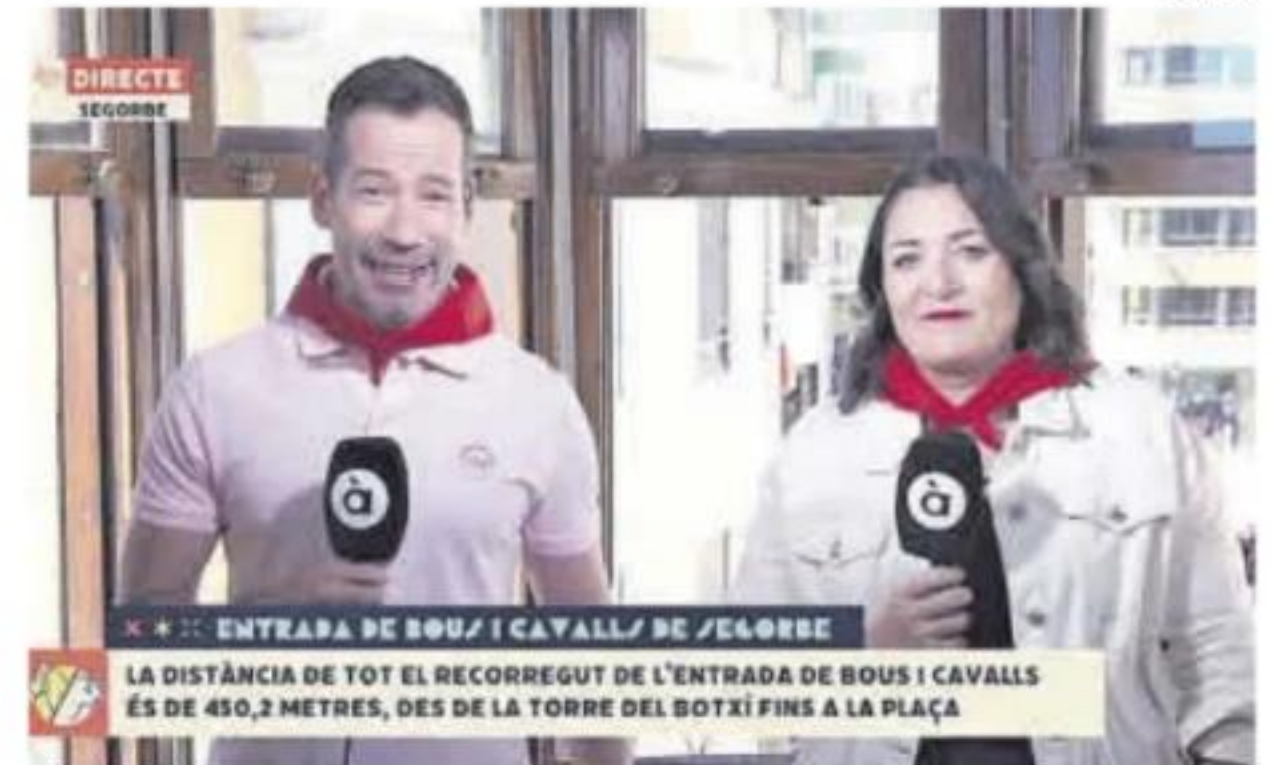 DIRECTE
SEGORBE
à
à
ENTRADA DE BOUS I CAVALLS DE SEGORBE
LA DISTÀNCIA DE TOT EL RECORREGUT DE L'ENTRADA DE BOUS I CAVALLS
ÉS DE 450,2 METRES, DES DE LA TORRE DEL BOTXÍ FINS A LA PLAÇA